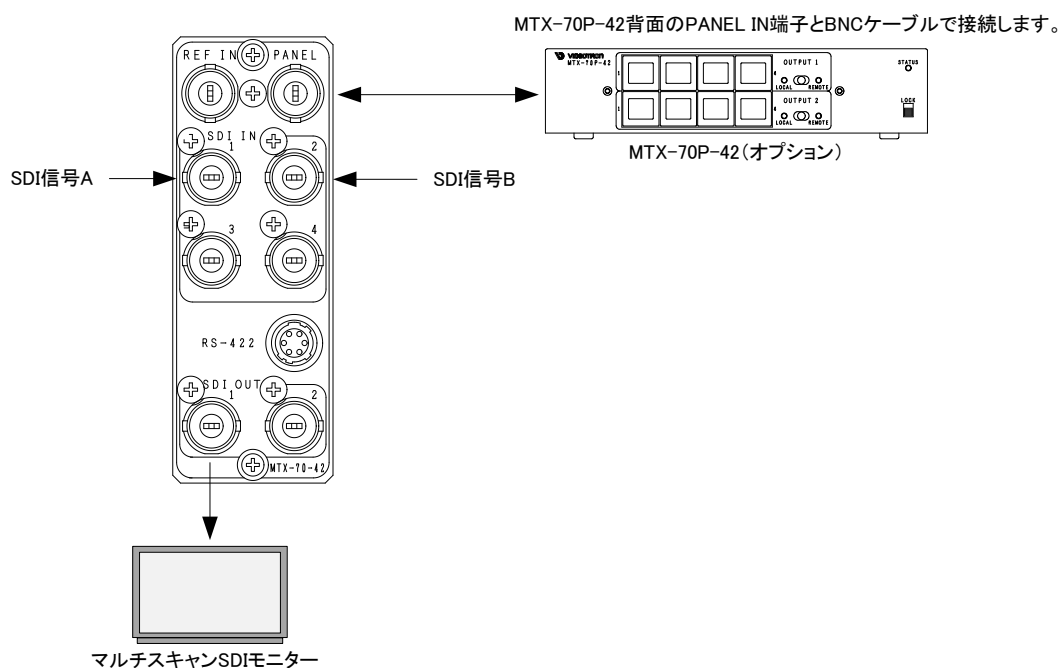 MTX-70P-42背面のPANEL IN端子とBNCケーブルで接続します。
REF IN PANEL
VIDEOTRON
MTX-70P-42
OUTPUT 1
STATUS
1
4
LOCAL REMOTE
LOCK
OUTPUT 2
1
4
LOCAL REMOTE
MTX-70P-42(オプション)
SDI IN
1 2
SDI信号A
SDI信号B
3 4
RS-422
SDI OUT
1 2
MTX-70-42
マルチスキャンSDIモニター